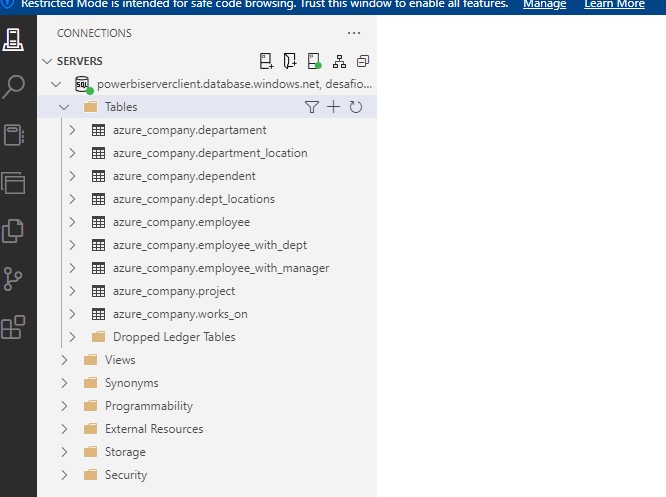 Restricted Mode is intended for safe code browsing. Trust this window to enable all features. Manage Learn More
CONNECTIONS
SERVERS
SQL powerbiserverclient.database.windows.net, desafio...
Tables
azure_company.departament
azure_company.department_location
azure_company.dependent
azure_company.dept_locations
azure_company.employee
azure_company.employee_with_dept
azure_company.employee_with_manager
azure_company.project
azure_company.works_on
Dropped Ledger Tables
Views
Synonyms
Programmability
External Resources
Storage
Security